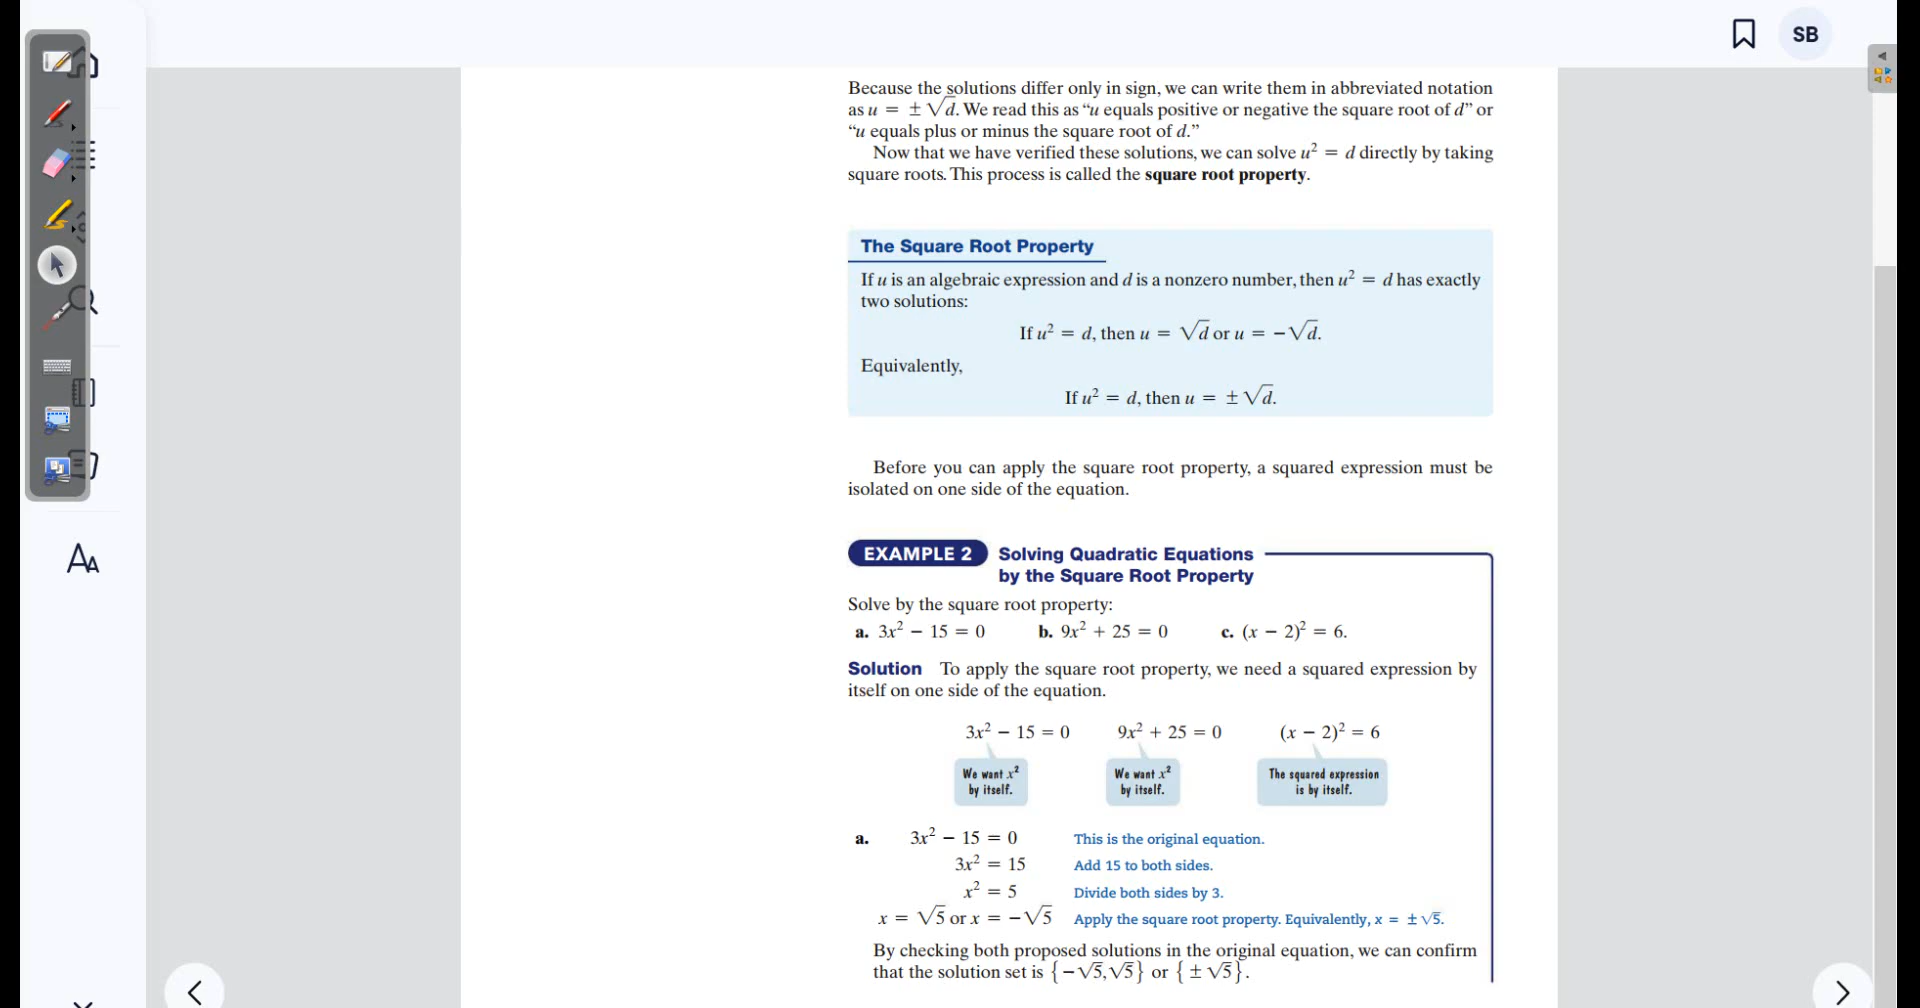 SB
Because the solutions differ only in sign, we can write them in abbreviated notation
as u = ±√d. We read this as “u equals positive or negative the square root of d” or
“u equals plus or minus the square root of d.”
Now that we have verified these solutions, we can solve u² = d directly by taking
square roots. This process is called the square root property.
The Square Root Property
If u is an algebraic expression and d is a nonzero number, then u² = d has exactly
two solutions:
If u² = d, then u = √d or u = −√d.
Equivalently,
If u² = d, then u = ±√d.
Before you can apply the square root property, a squared expression must be
isolated on one side of the equation.
EXAMPLE 2 Solving Quadratic Equations
by the Square Root Property
Solve by the square root property:
a. 3x² − 15 = 0 b. 9x² + 25 = 0 c. (x − 2)² = 6.
Solution To apply the square root property, we need a squared expression by
itself on one side of the equation.
3x² − 15 = 0 9x² + 25 = 0 (x − 2)² = 6
We want x² We want x² The squared expression
by itself. by itself. is by itself.
a. 3x² − 15 = 0 This is the original equation.
3x² = 15 Add 15 to both sides.
x² = 5 Divide both sides by 3.
x = √5 or x = −√5 Apply the square root property. Equivalently, x = ±√5.
By checking both proposed solutions in the original equation, we can confirm
that the solution set is {−√5, √5} or {±√5}.
AA